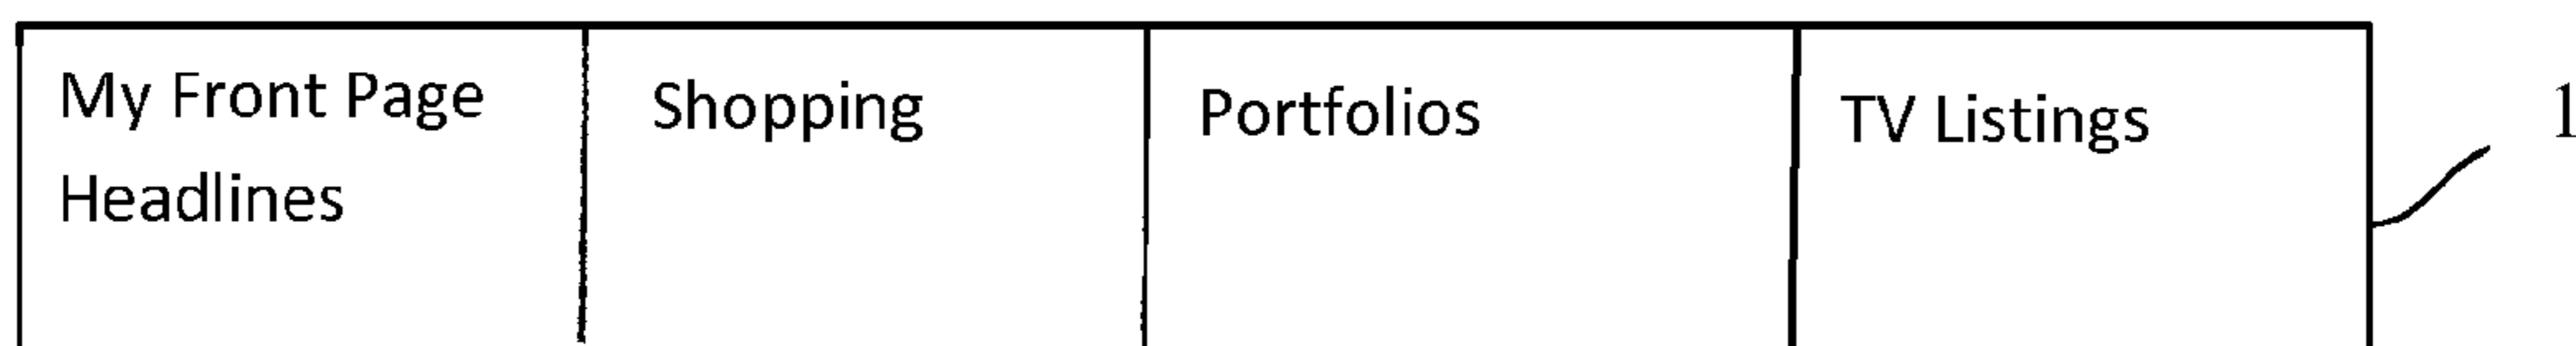 My Front Page
Headlines
Shopping
Portfolios
TV Listings
1